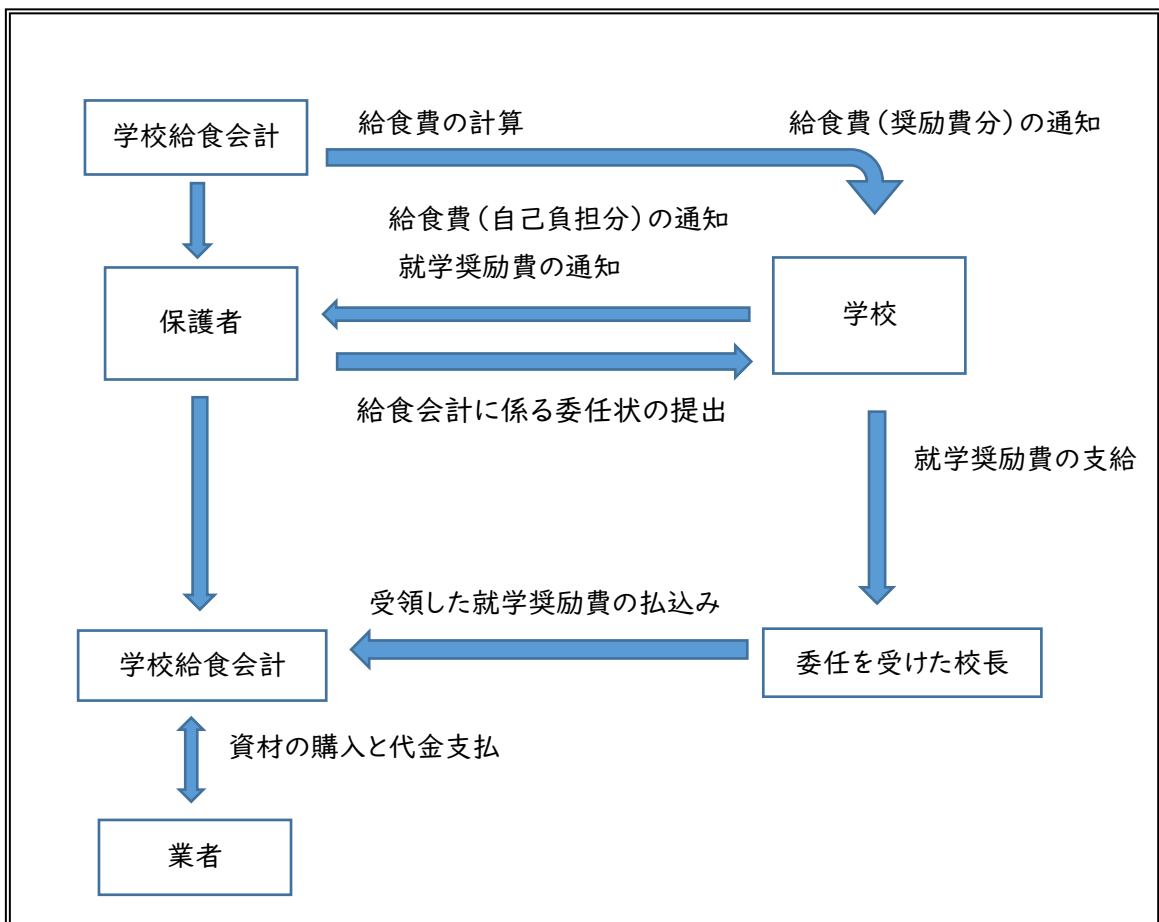 学校給食会計
給食費の計算
給食費(奨励費分)の通知
給食費(自己負担分)の通知
就学奨励費の通知
保護者
学校
給食会計に係る委任状の提出
就学奨励費の支給
受領した就学奨励費の払込み
学校給食会計
委任を受けた校長
資材の購入と代金支払
業者